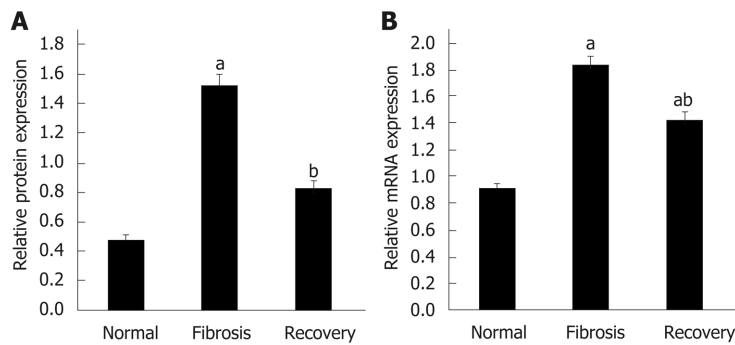 A
Relative protein expression
1.8
1.6
1.4
1.2
1.0
0.8
0.6
0.4
0.2
0.0
a
b
Normal Fibrosis Recovery
B
Relative mRNA expression
2.0
1.8
1.6
1.4
1.2
1.0
0.8
0.6
0.4
0.2
0.0
a
ab
Normal Fibrosis Recovery